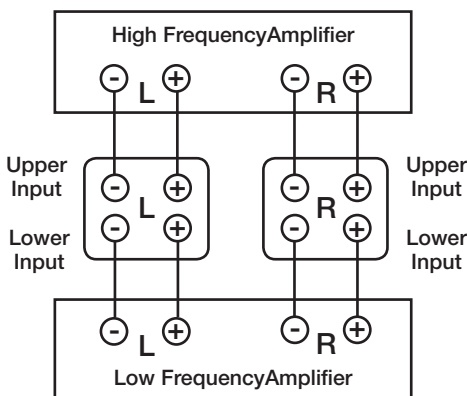 High FrequencyAmplifier
- L + - R +
Upper
Input
- L + - R +
Upper
Input
Lower
Input
- + - +
Lower
Input
- L + - R +
Low FrequencyAmplifier